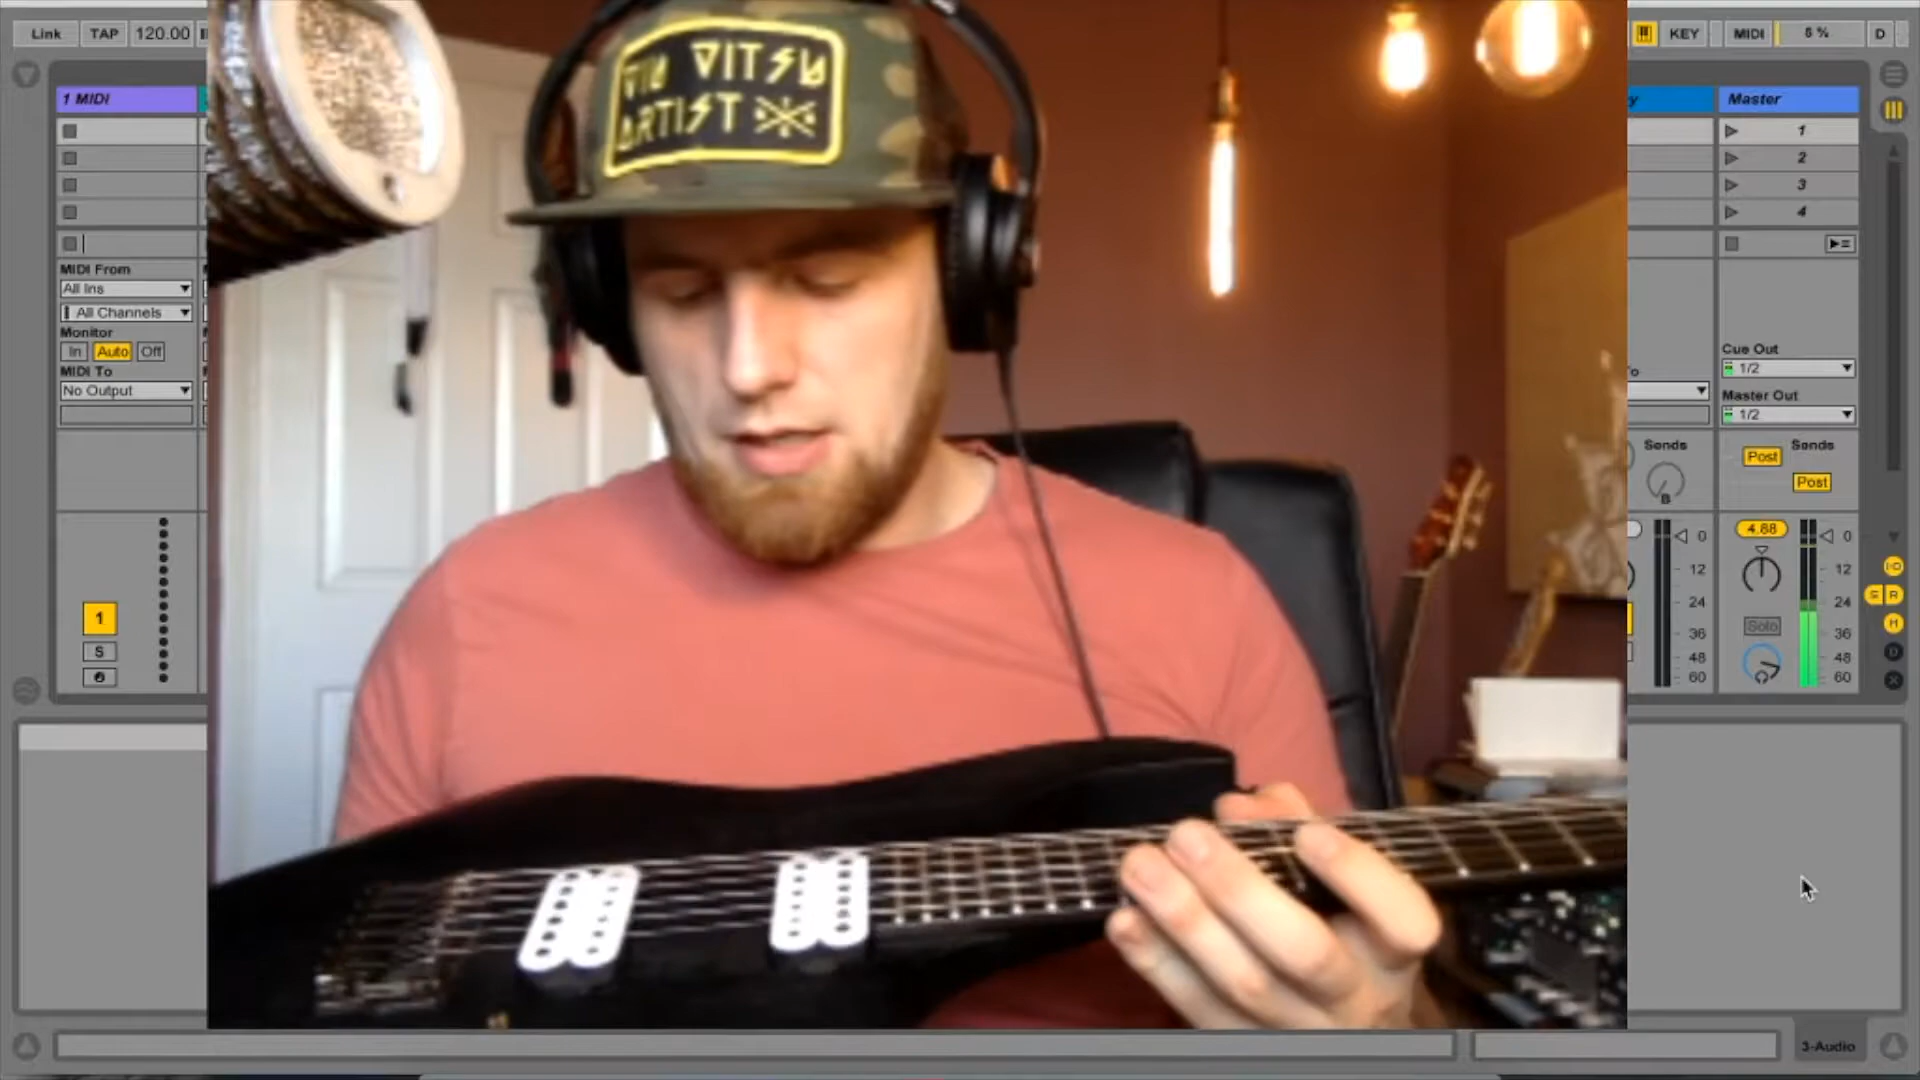 Link TAP 120.00
KEY MIDI 6 % D
1 MIDI
y Master
1
2
3
4
MIDI From
All Ins
All Channels
Monitor
In Auto Off
MIDI To
No Output
Cue Out
1/2
Master Out
1/2
Sends
B
Sends
Post
Post
4.88
0
12
24
36
48
60
0
12
24
36
48
60
Solo
1
S
I·O
S R
M
D
ARTIST
3-Audio